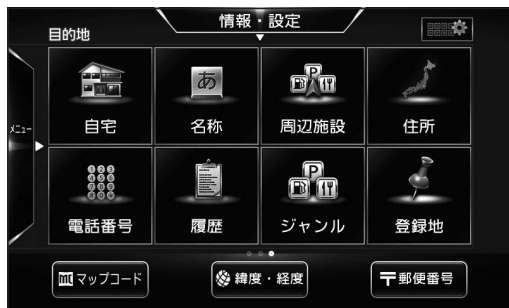 情報・設定
目的地
メニュー
あ
P
自宅
名称
周辺施設
住所
P
電話番号
履歴
ジャンル
登録地
マップコード
緯度・経度
〒郵便番号